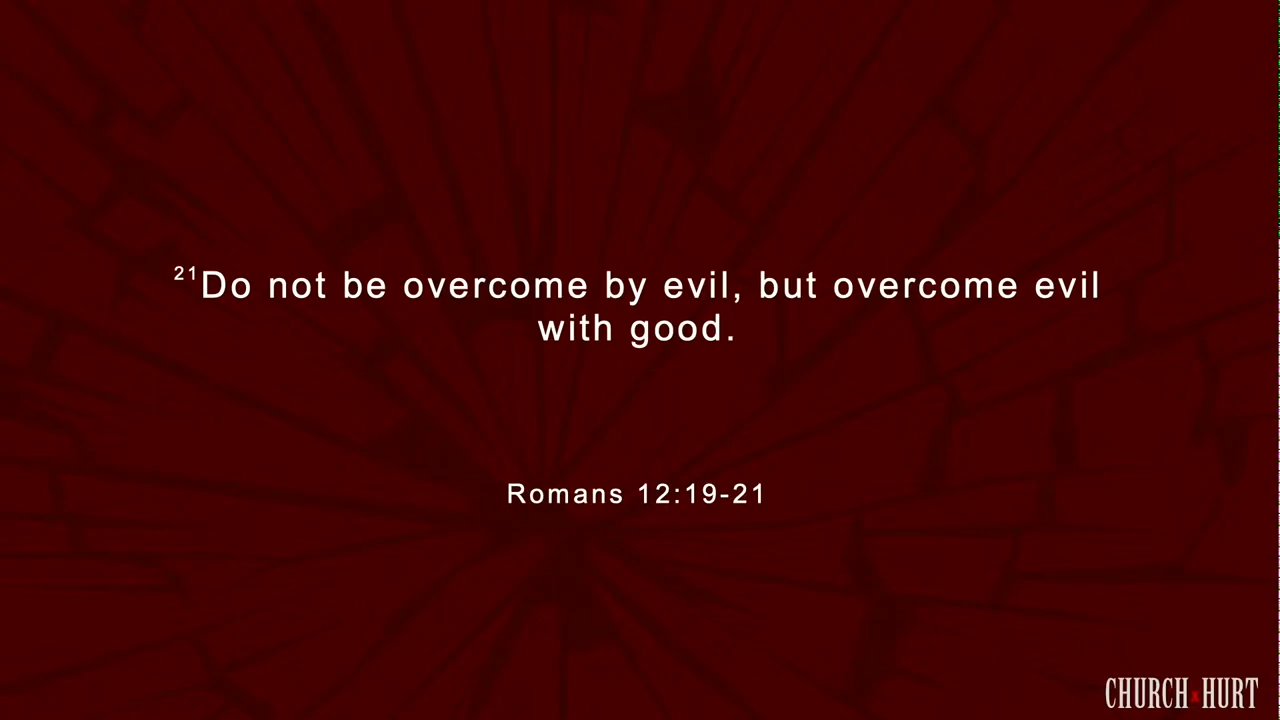 21Do not be overcome by evil, but overcome evil
with good.
Romans 12:19-21
CHURCH HURT